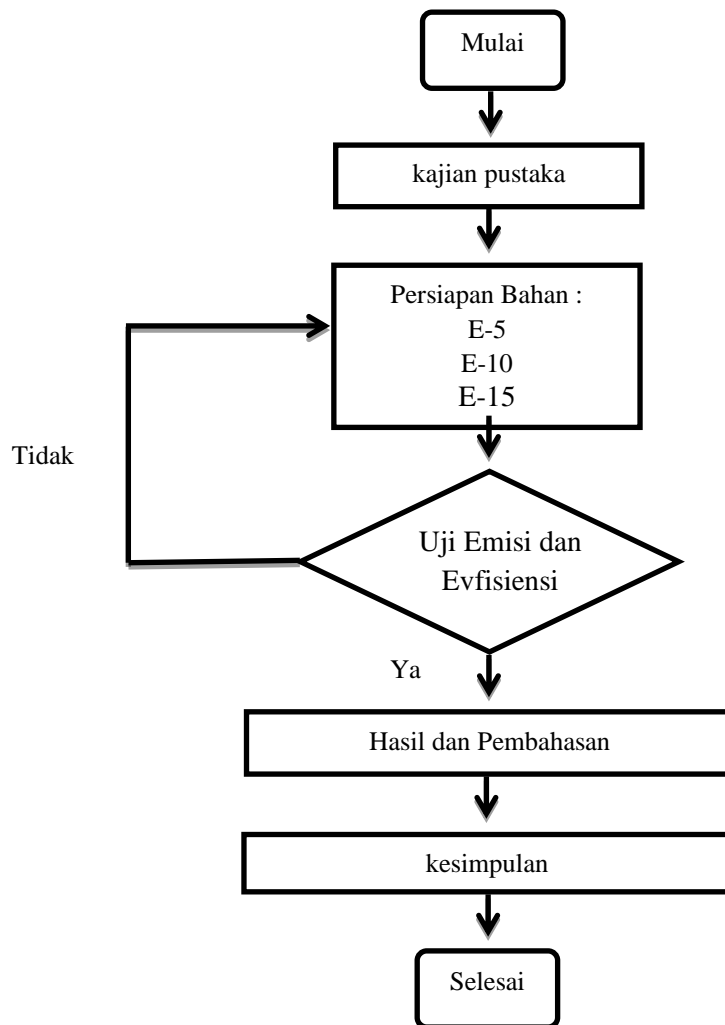 Mulai
kajian pustaka
Persiapan Bahan :
E-5
E-10
E-15
Tidak
Uji Emisi dan
Evfisiensi
Ya
Hasil dan Pembahasan
kesimpulan
Selesai